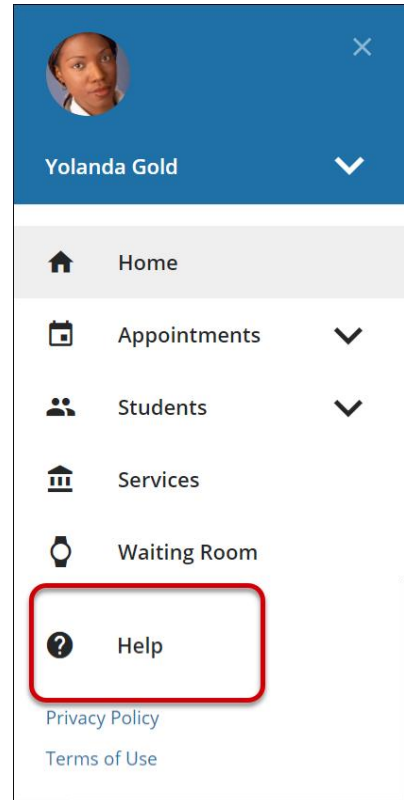 Yolanda Gold
Home
Appointments
Students
Services
Waiting Room
Help
Privacy Policy
Terms of Use